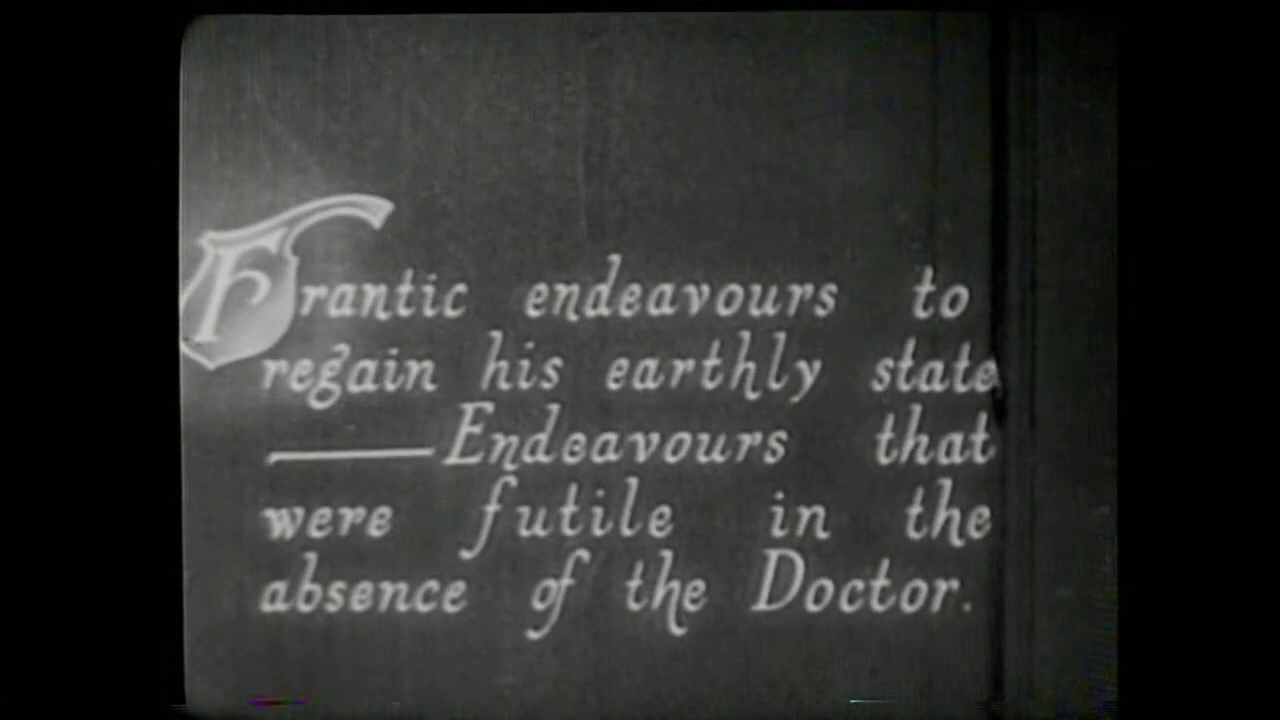 Frantic endeavours to
regain his earthly state
——Endeavours that
were futile in the
absence of the Doctor.